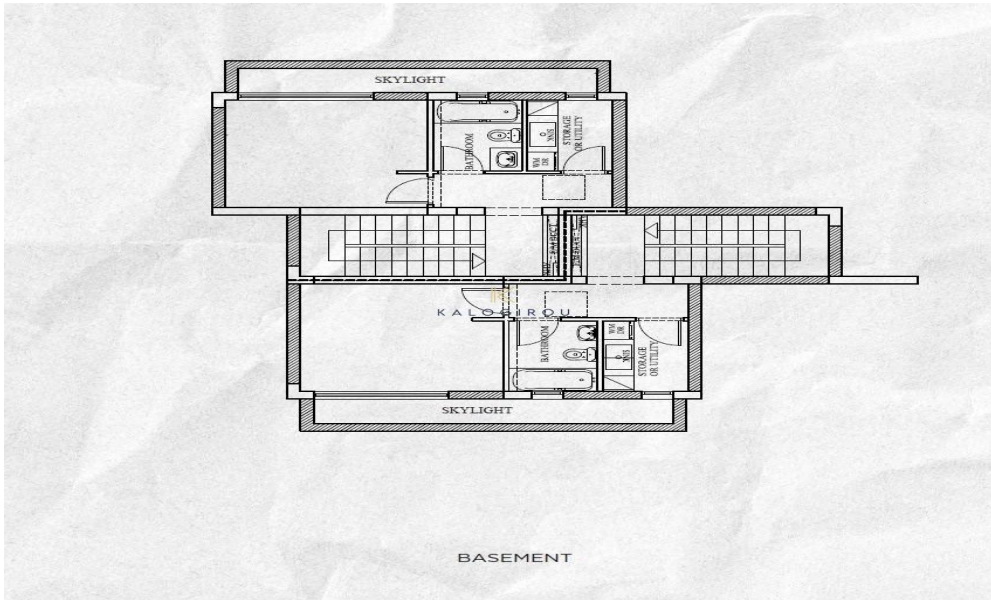 SKYLIGHT
BATHROOM
SINK
WM
DR
STORAGE
OR UTILITY
KALOGIROU
BATHROOM
WM
DR
SINK
STORAGE
OR UTILITY
SKYLIGHT
BASEMENT